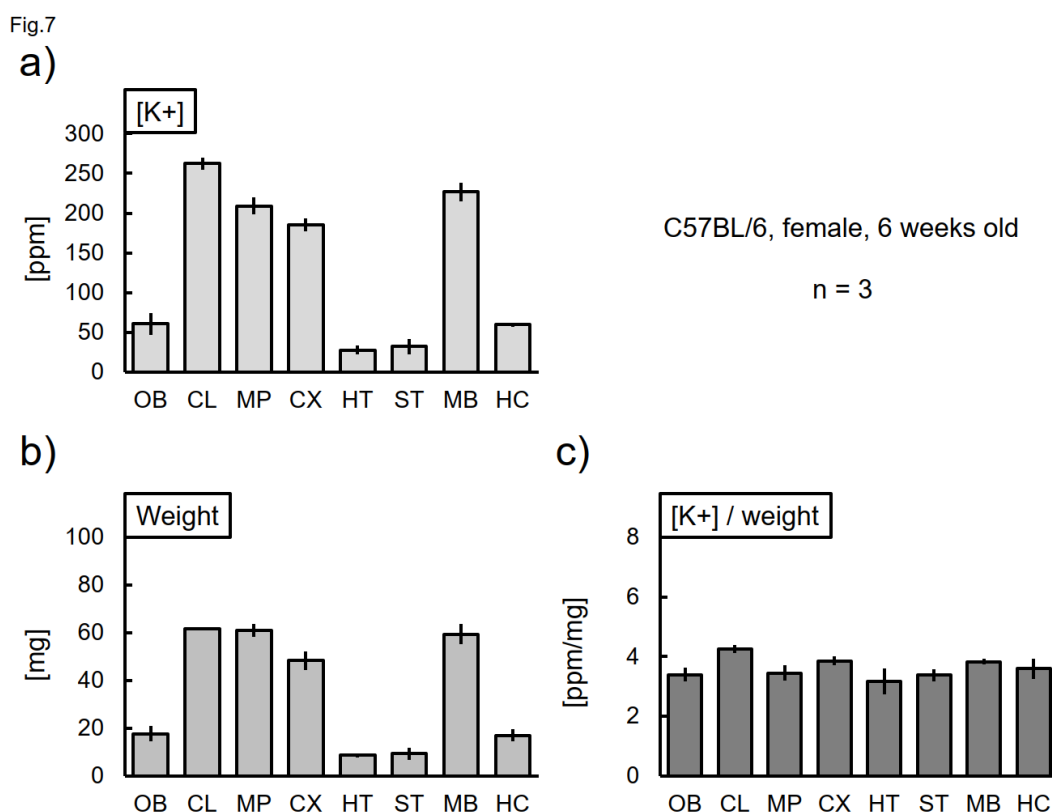 Fig.7
a)
[K+]
300
250
200
150
100
50
0
[ppm]
OB CL MP CX HT ST MB HC
C57BL/6, female, 6 weeks old
n = 3
b)
Weight
100
80
60
40
20
0
[mg]
OB CL MP CX HT ST MB HC
c)
[K+] / weight
8
6
4
2
0
[ppm/mg]
OB CL MP CX HT ST MB HC